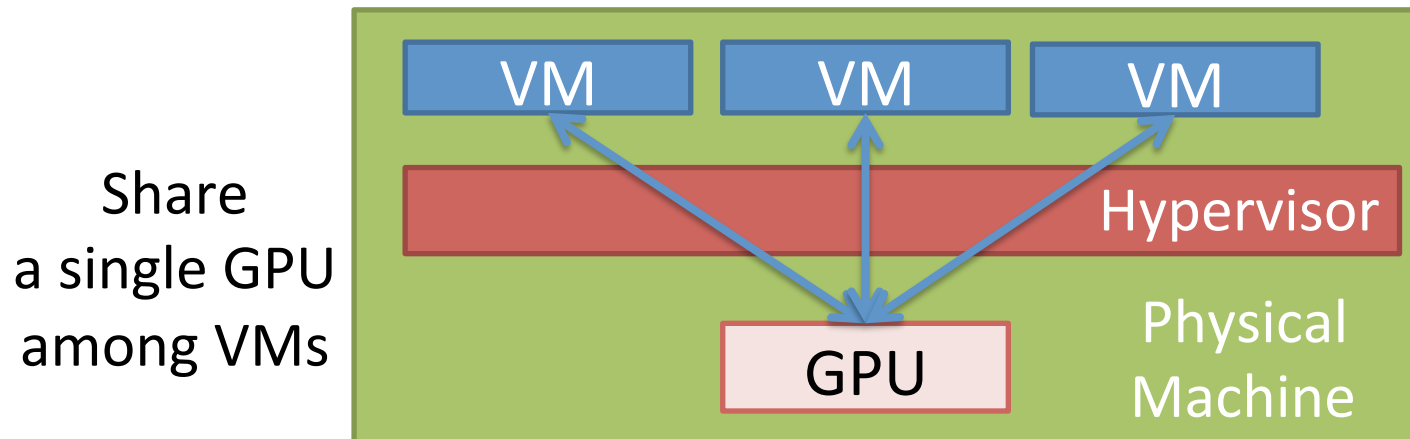 VM
VM
VM
Share
a single GPU
among VMs
Hypervisor
Physical
Machine
GPU